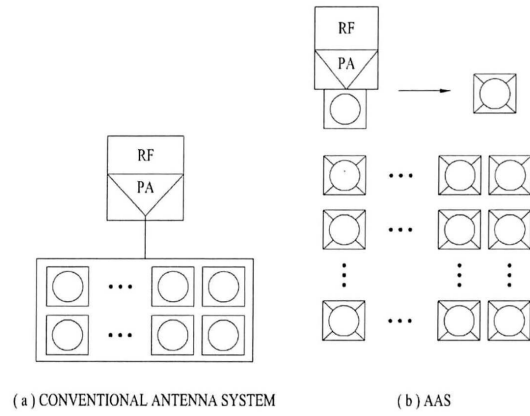 RF
PA
RF
PA
( a ) CONVENTIONAL ANTENNA SYSTEM
( b ) AAS